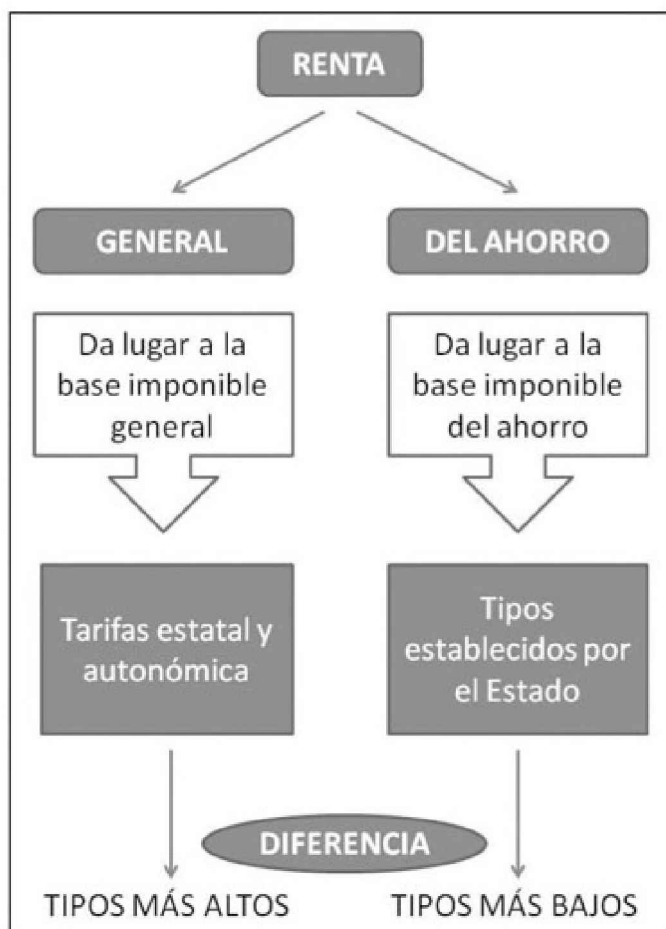 RENTA
GENERAL
DEL AHORRO
Da lugar a la
base imponible
general
Da lugar a la
base imponible
del ahorro
Tarifas estatal y
autonómica
Tipos
establecidos por
el Estado
DIFERENCIA
TIPOS MÁS ALTOS
TIPOS MÁS BAJOS